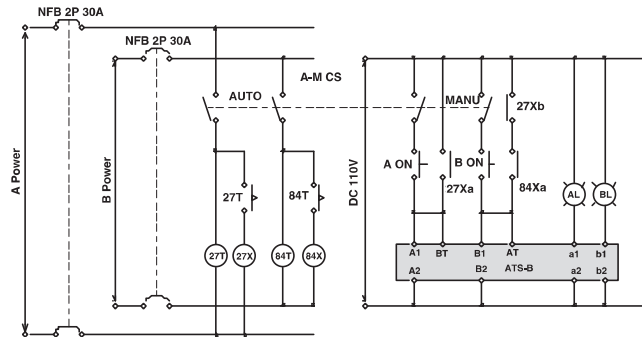 NFB 2P 30A
NFB 2P 30A
A-M CS
AUTO
MANU
27Xb
A Power
B Power
DC 110V
A ON
B ON
27T
84T
27Xa
84Xa
AL
BL
27T
27X
84T
84X
A1
BT
B1
AT
a1
b1
A2
B2
ATS-B
a2
b2